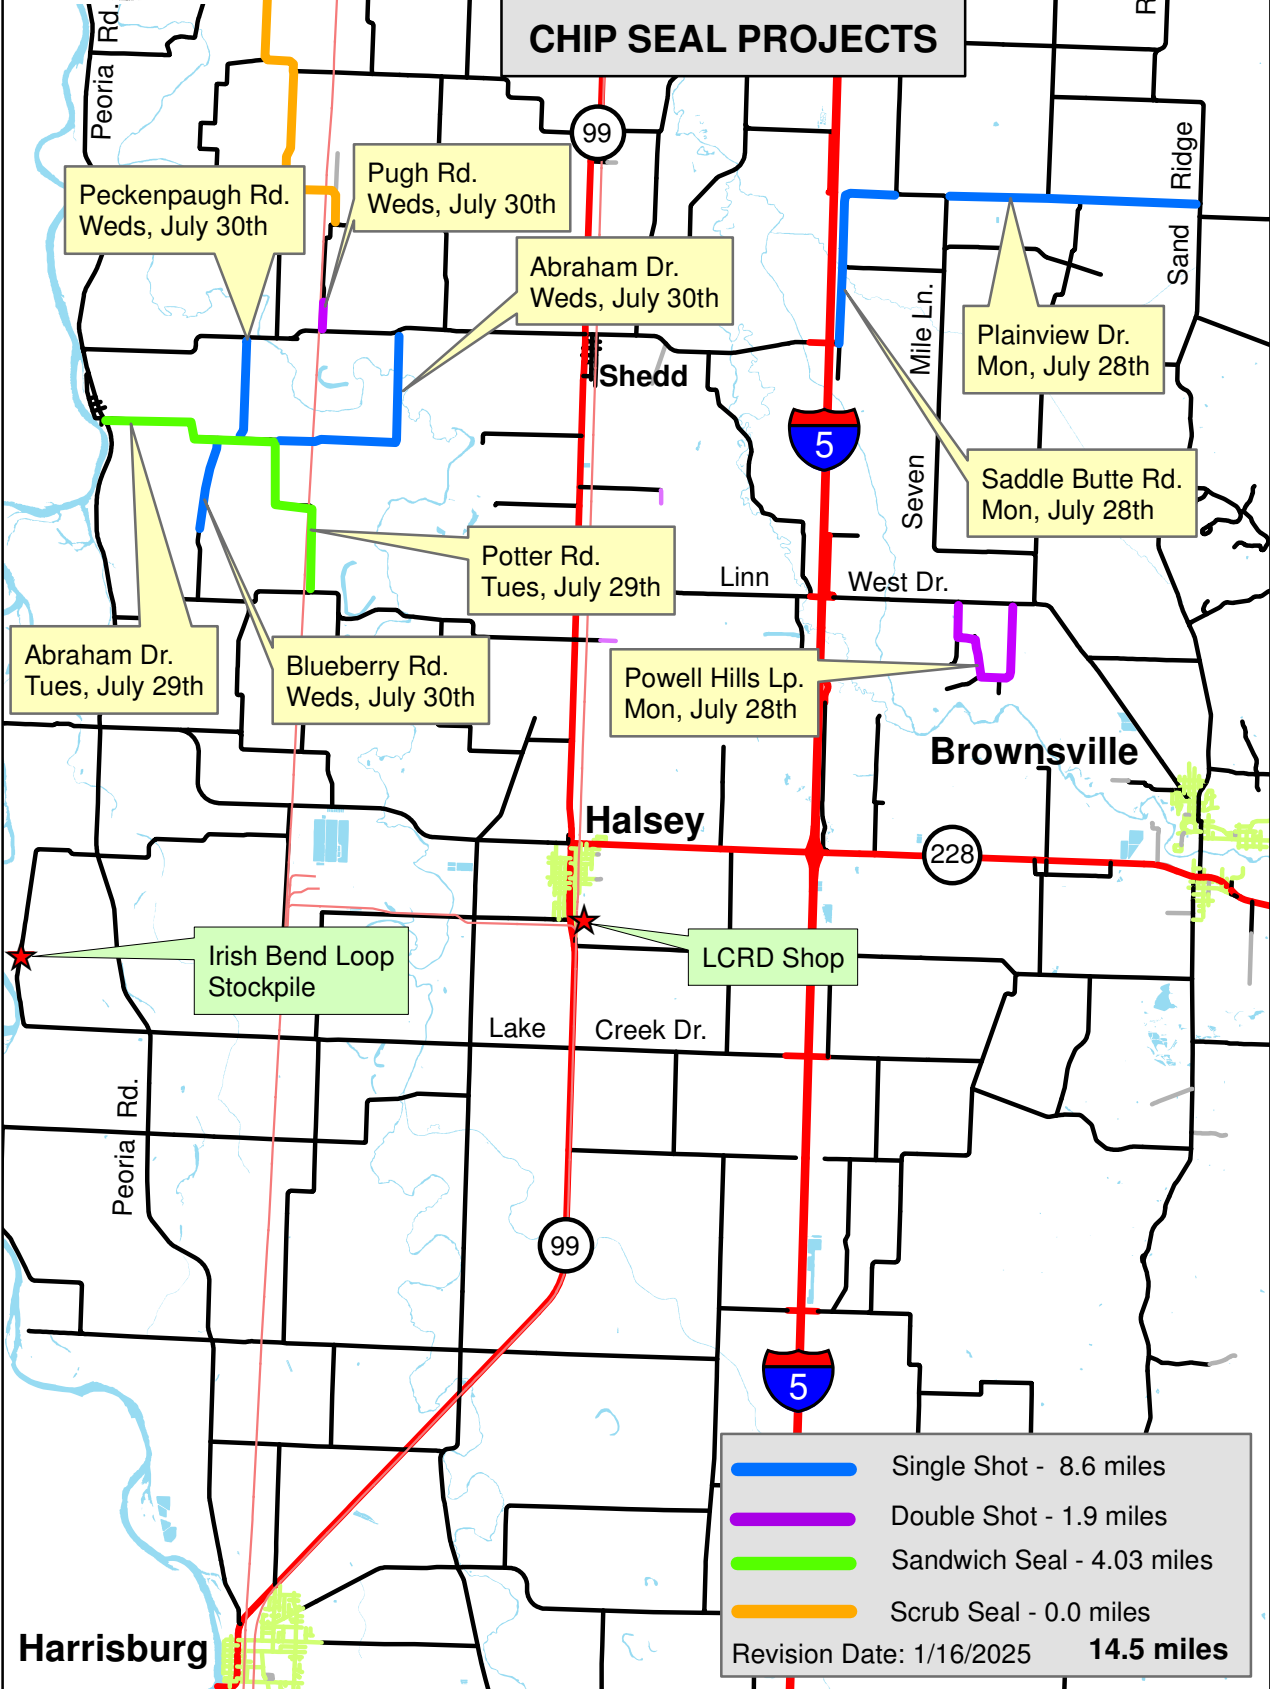 CHIP SEAL PROJECTS
Peoria Rd.
R
99
Ridge
Sand
Pugh Rd.
Weds, July 30th
Peckenpaugh Rd.
Weds, July 30th
Abraham Dr.
Weds, July 30th
Plainview Dr.
Mon, July 28th
Seven Mile Ln.
Shedd
5
Saddle Butte Rd.
Mon, July 28th
Potter Rd.
Tues, July 29th
Linn West Dr.
Abraham Dr.
Tues, July 29th
Blueberry Rd.
Weds, July 30th
Powell Hills Lp.
Mon, July 28th
Brownsville
Halsey
228
Irish Bend Loop
Stockpile
LCRD Shop
Lake Creek Dr.
Peoria Rd.
99
5
Single Shot - 8.6 miles
Double Shot - 1.9 miles
Sandwich Seal - 4.03 miles
Scrub Seal - 0.0 miles
Revision Date: 1/16/2025 14.5 miles
Harrisburg